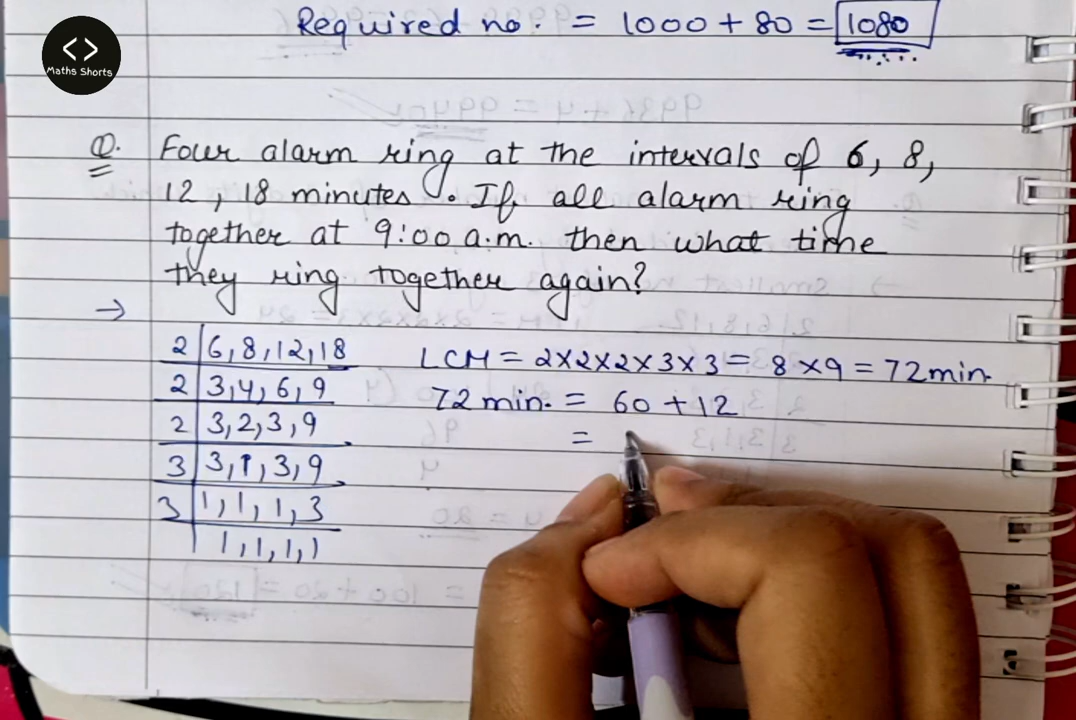 Required no. = 1000 + 80 = 1080
<>
Maths Shorts
Q. Four alarm ring at the intervals of 6, 8,
12, 18 minutes. If all alarm ring
together at 9:00 a.m. then what time
they ring together again?
→
2 | 6, 8, 12, 18
2 | 3, 4, 6, 9
2 | 3, 2, 3, 9
3 | 3, 1, 3, 9
3 | 1, 1, 1, 3
1, 1, 1, 1
LCM = 2×2×2×3×3 = 8×9 = 72min.
72 min. = 60 + 12
=